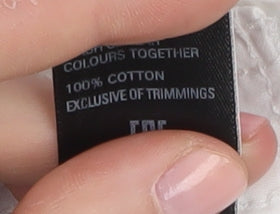 COLOURS TOGETHER
100% COTTON
EXCLUSIVE OF TRIMMINGS